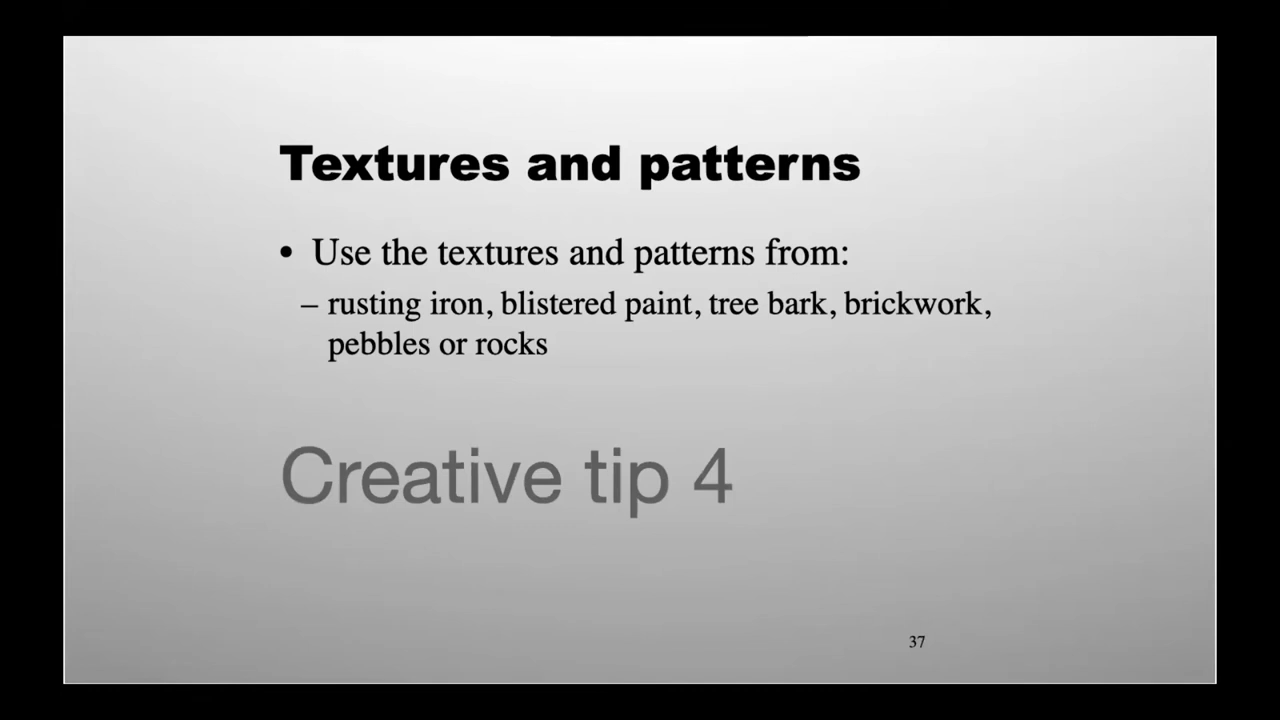 Textures and patterns
• Use the textures and patterns from:
– rusting iron, blistered paint, tree bark, brickwork,
pebbles or rocks
Creative tip 4
37